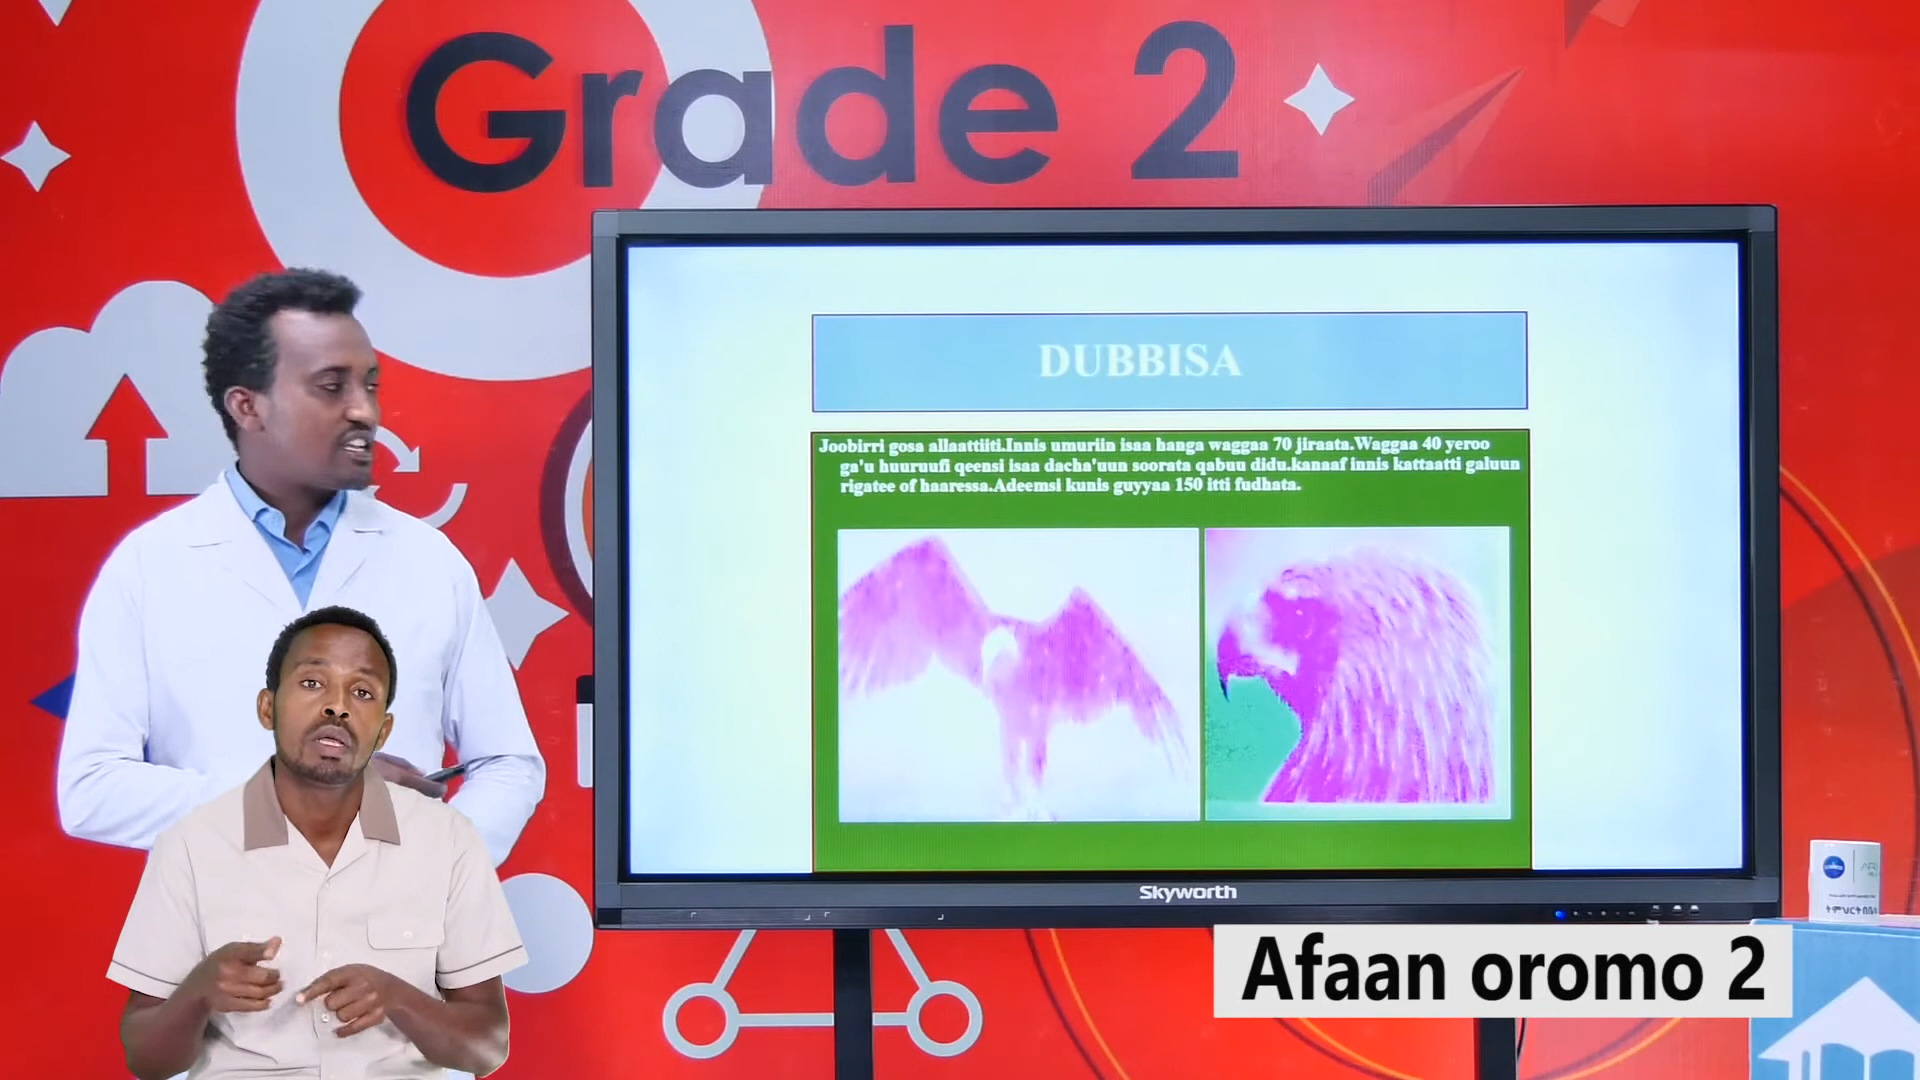 Grade 2
DUBBISA
Joobirri gosa allaattiiti.Innis umuriin isaa hanga waggaa 70 jiraata.Waggaa 40 yeroo
ga'u huuruufi qeensi isaa dacha'uun soorata qabuu didu.kanaaf innis kattaatti galuun
rigatee of haaressa.Adeemsi kunis guyyaa 150 itti fudhata.
Skyworth
Afaan oromo 2